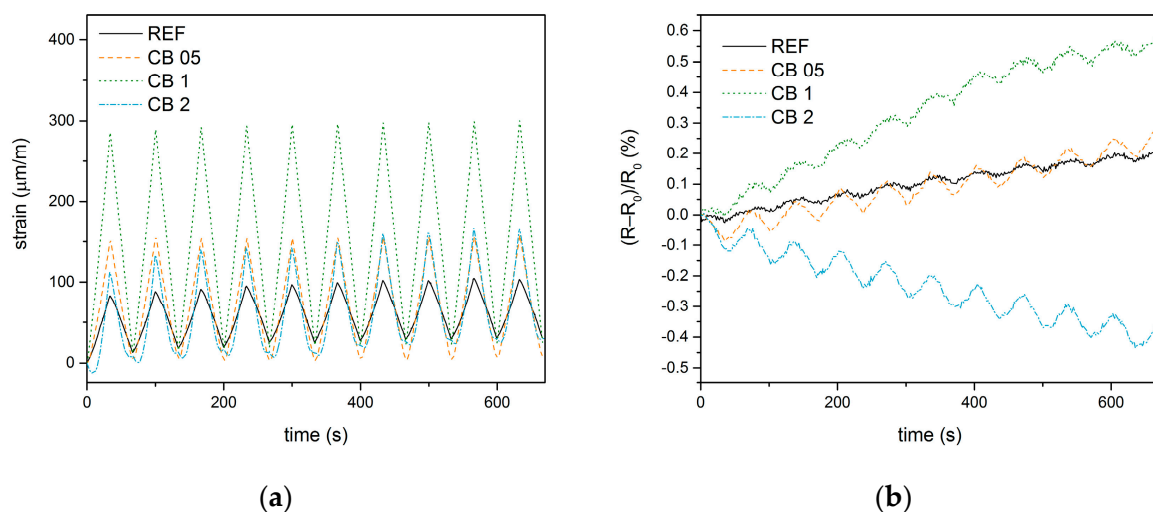 400
300
200
100
0
strain (μm/m)
REF
CB 05
CB 1
CB 2
0 200 400 600
time (s)
(a)
0.6
0.5
0.4
0.3
0.2
0.1
0.0
-0.1
-0.2
-0.3
-0.4
-0.5
(R–R₀)/R₀ (%)
REF
CB 05
CB 1
CB 2
0 200 400 600
time (s)
(b)